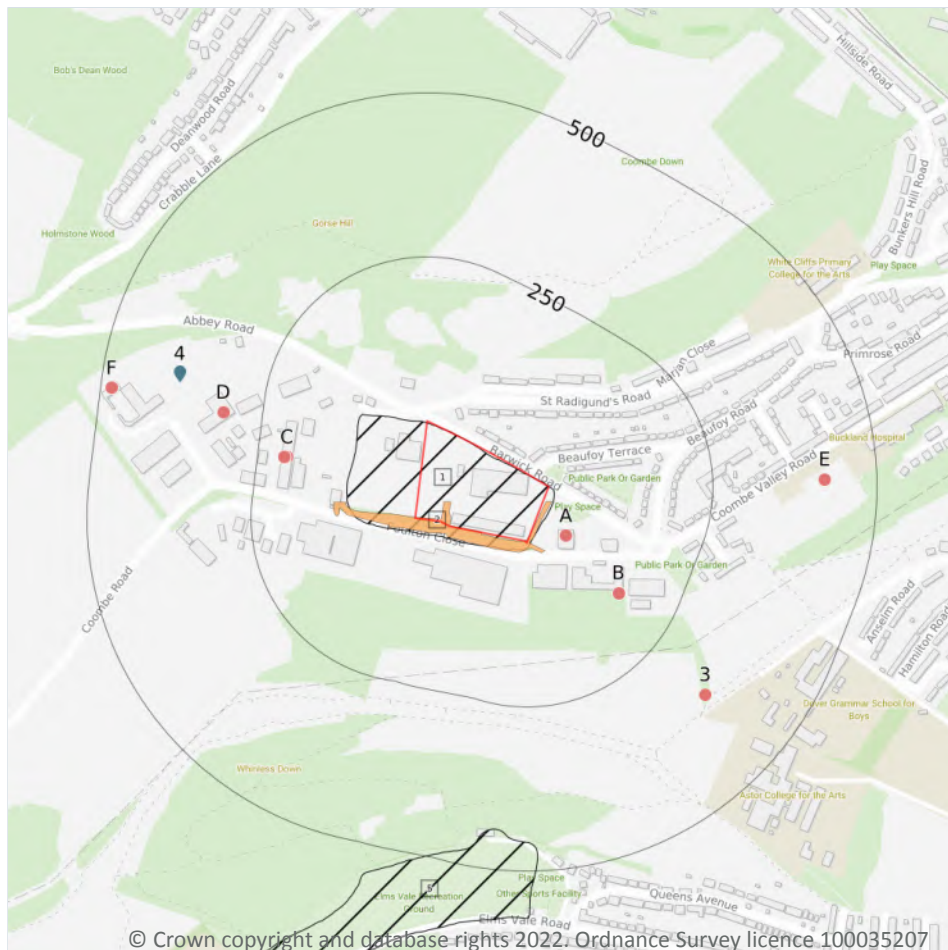 Hillside Road
Bob's Dean Wood
Deanwood Road
500
Coombe Down
Crabble Lane
Bunkers Hill Road
Gorse Hill
Holmstone Wood
White Cliffs Primary
College for the Arts
Play Space
250
Abbey Road
Marjan Close
Primrose Road
4
F
D
St Radigund's Road
Beaufoy Road
C
Barwick Road
Beaufoy Terrace
Buckland Hospital
1
Public Park Or Garden
Coombe Valley Road
E
Play Space
A
2
Poulton Close
Public Park Or Garden
B
Coombe Road
Anselm Road
Hamilton Road
3
Dover Grammar School for
Boys
Whinless Down
Astor College for the Arts
5
Elms Vale Recreation
Ground
Play Space
Other Sports Facility
Queens Avenue
Elms Vale Road
© Crown copyright and database rights 2022. Ordnance Survey licence 100035207